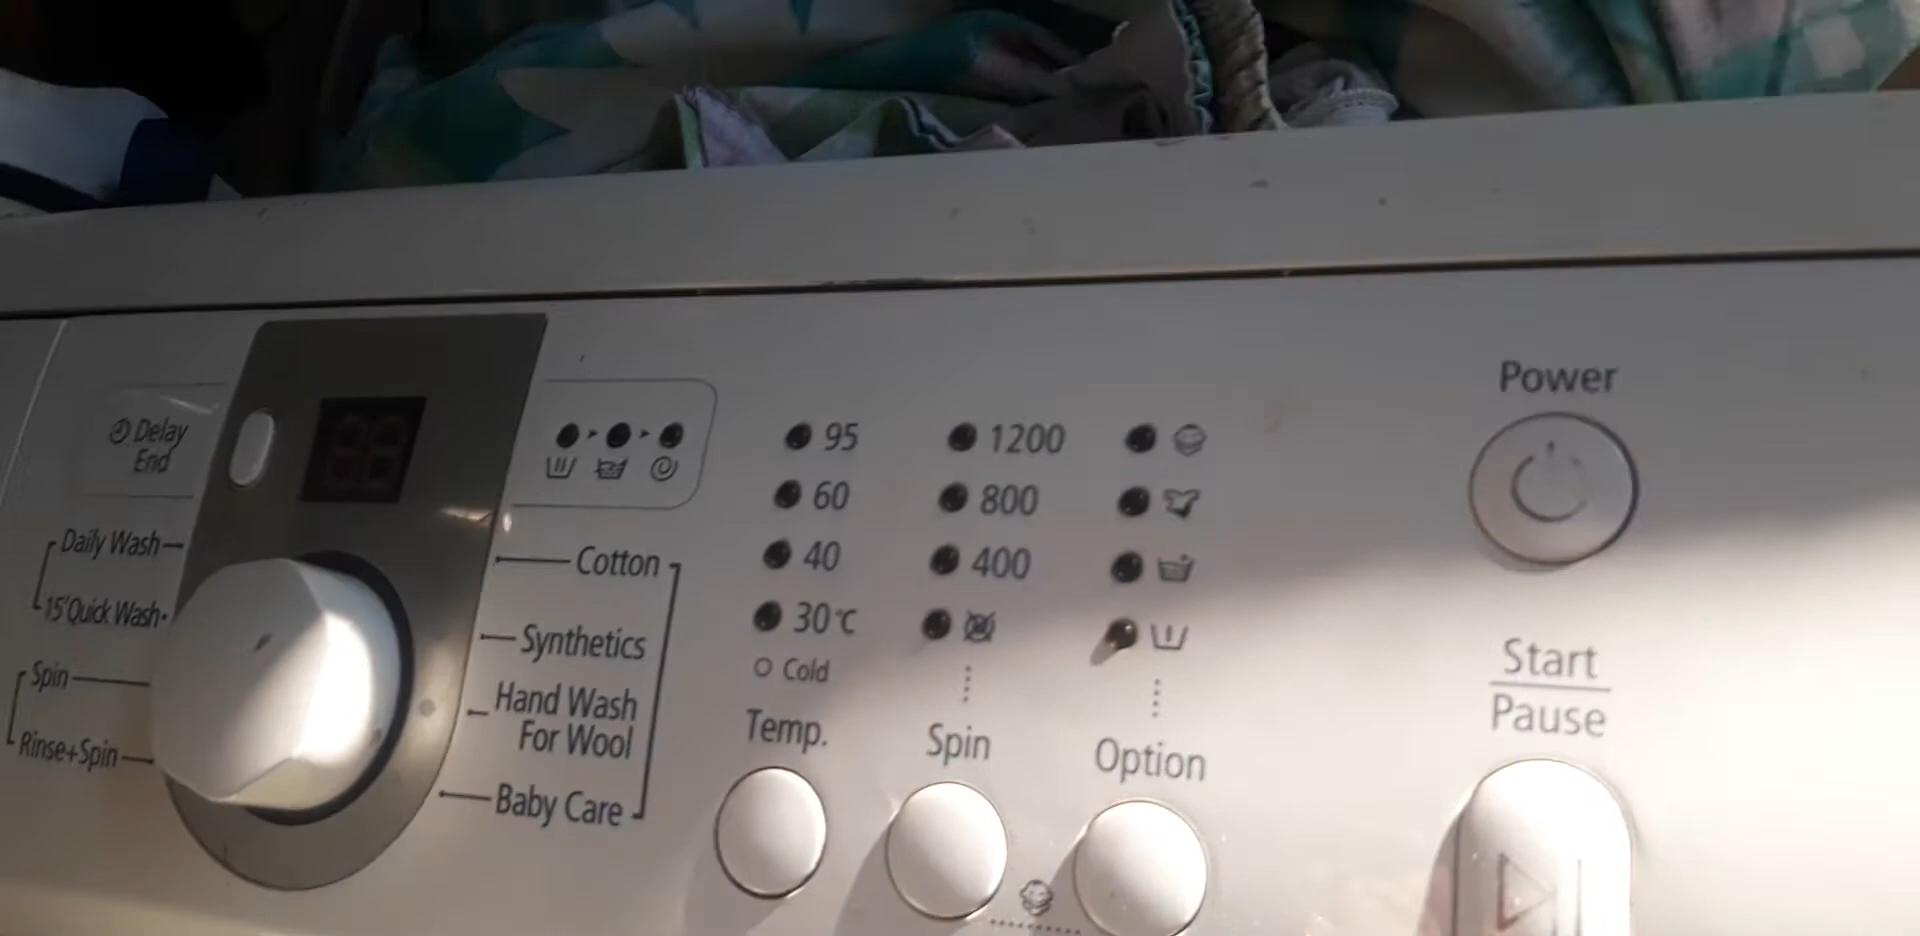 Delay
End
Daily Wash
15'Quick Wash
Spin
Rinse+Spin
Cotton
Synthetics
Hand Wash
For Wool
Baby Care
95
60
40
30°C
Cold
Temp.
1200
800
400
Spin
Option
Power
Start
Pause